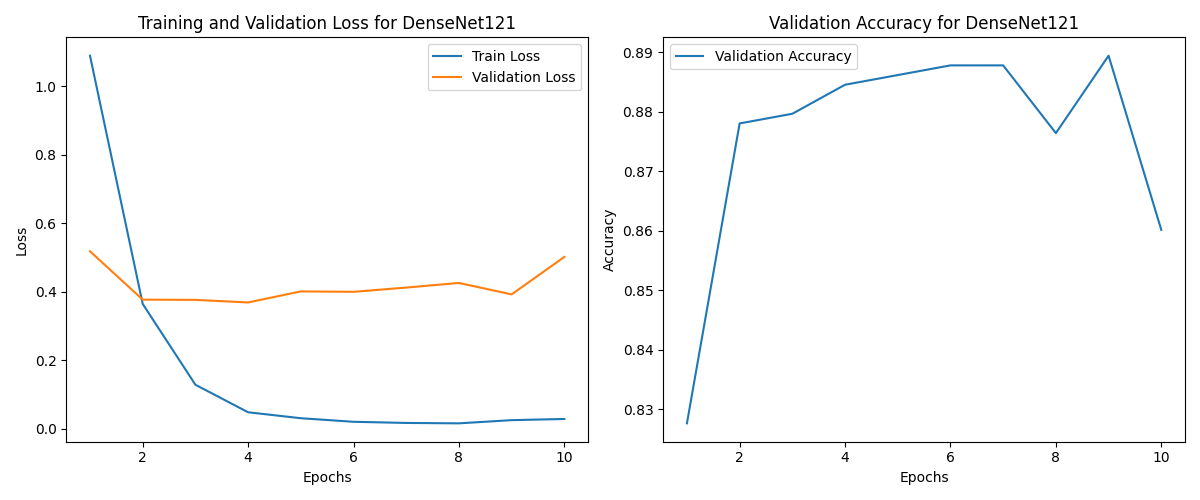 Training and Validation Loss for DenseNet121
Train Loss
Validation Loss
1.0
0.8
0.6
0.4
0.2
0.0
Loss
2 4 6 8 10
Epochs
Validation Accuracy for DenseNet121
Validation Accuracy
0.89
0.88
0.87
0.86
0.85
0.84
0.83
Accuracy
2 4 6 8 10
Epochs